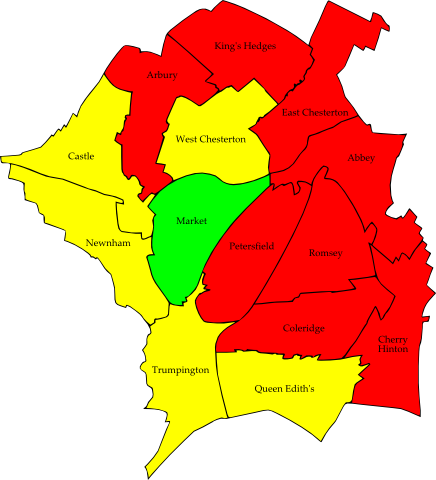 King's Hedges
Arbury
East Chesterton
West Chesterton
Castle
Abbey
Market
Newnham
Petersfield
Romsey
Coleridge
Cherry
Hinton
Trumpington
Queen Edith's